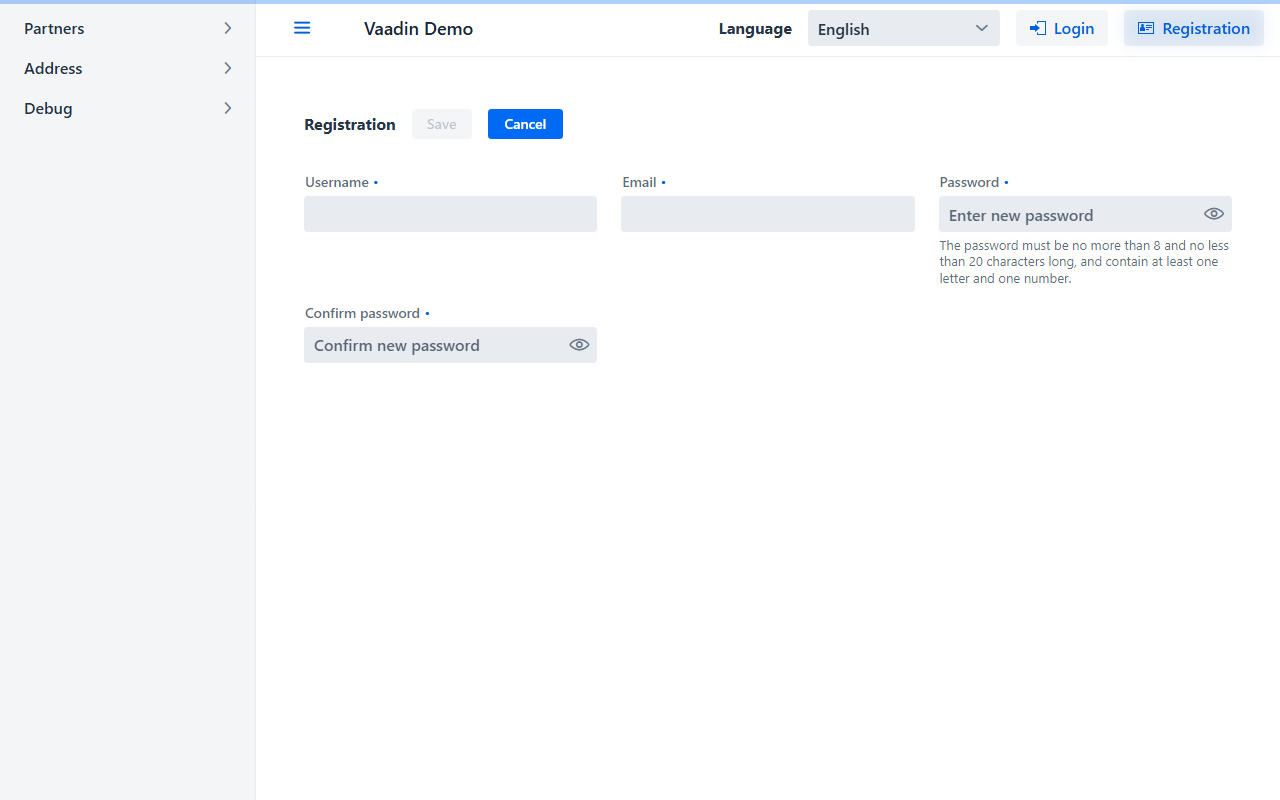 Partners
Address
Debug
Vaadin Demo
Language
English
Login
Registration
Registration
Save
Cancel
Username •
Email •
Password •
Enter new password
The password must be no more than 8 and no less
than 20 characters long, and contain at least one
letter and one number.
Confirm password •
Confirm new password